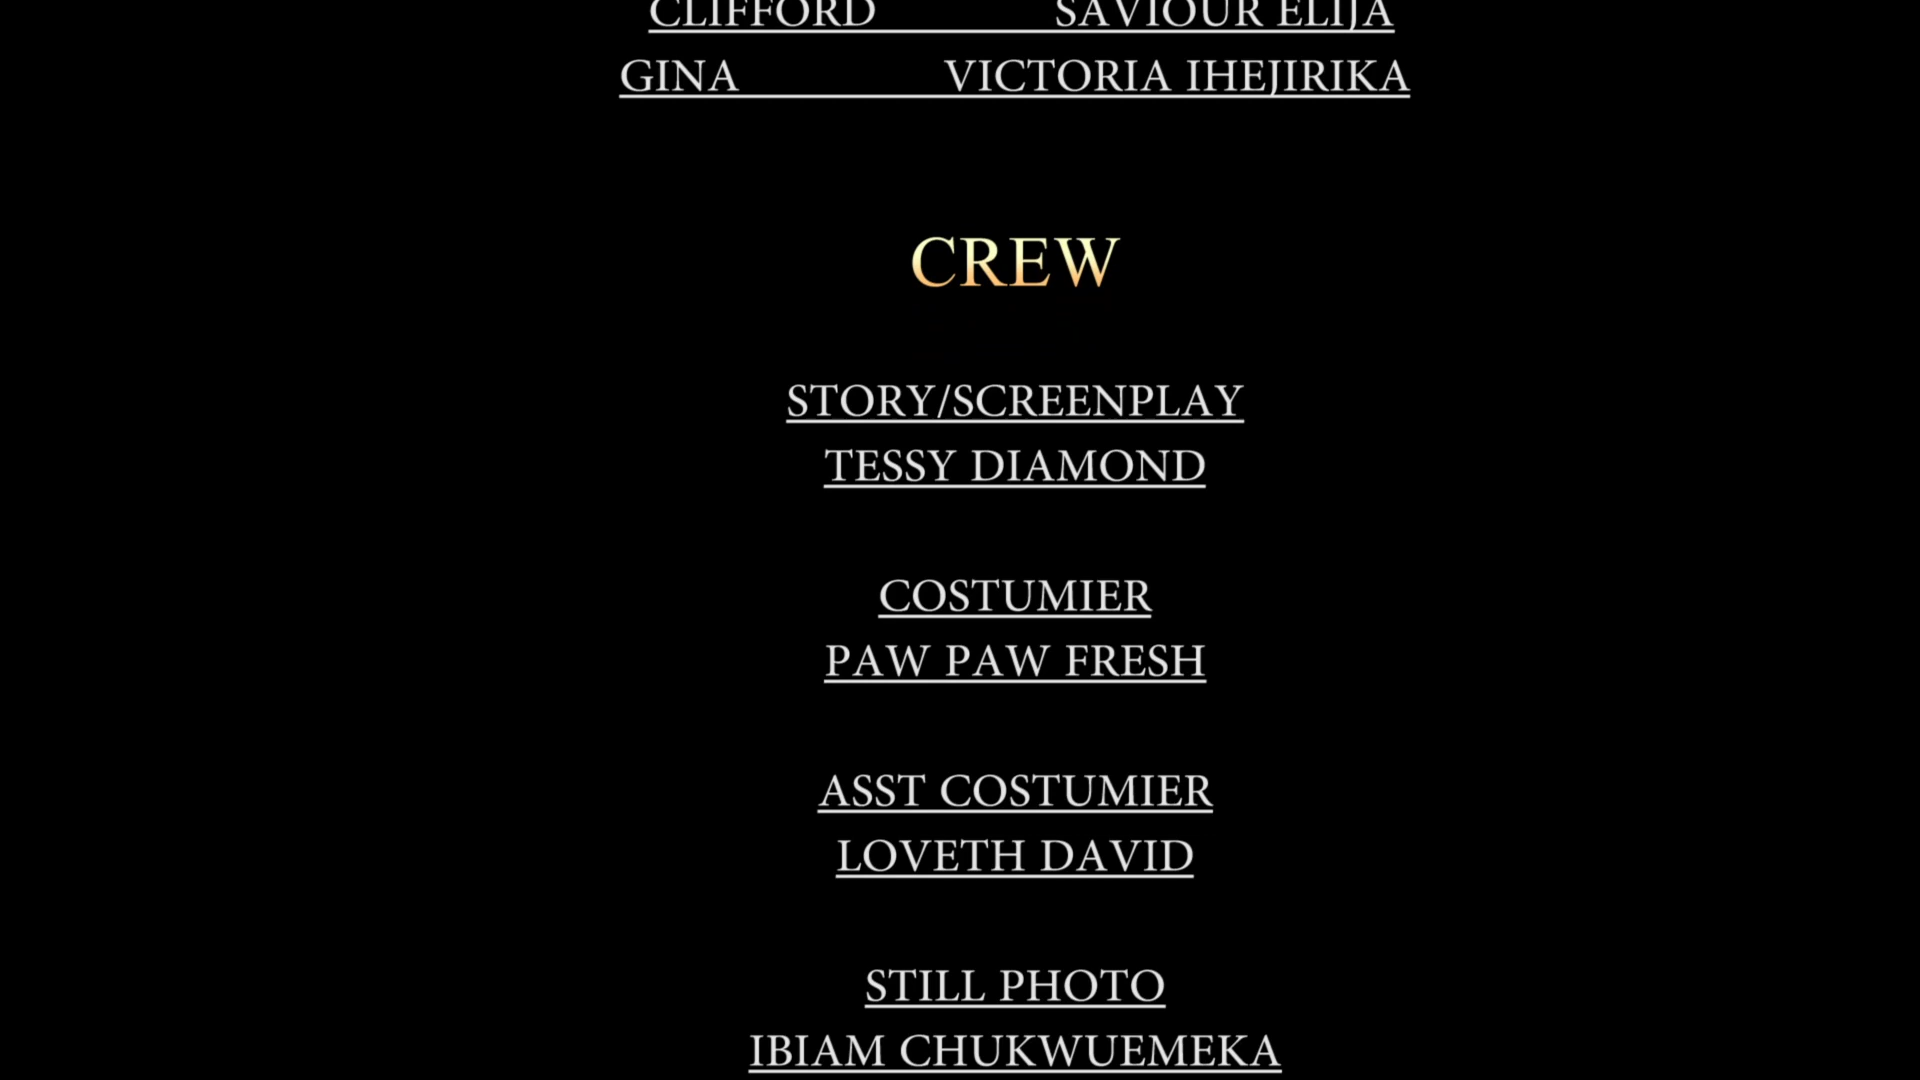 CLIFFORD SAVIOUR ELIJA
GINA VICTORIA IHEJIRIKA
CREW
STORY/SCREENPLAY
TESSY DIAMOND
COSTUMIER
PAW PAW FRESH
ASST COSTUMIER
LOVETH DAVID
STILL PHOTO
IBIAM CHUKWUEMEKA